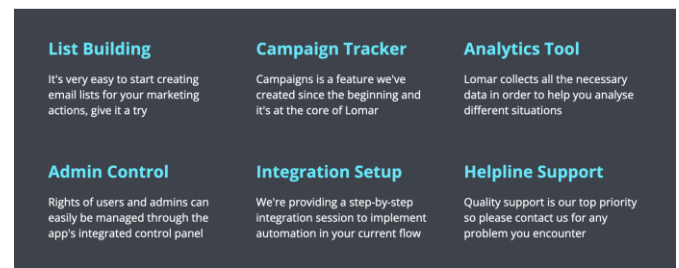 List Building
It's very easy to start creating
email lists for your marketing
actions, give it a try
Campaign Tracker
Campaigns is a feature we've
created since the beginning and
it's at the core of Lomar
Analytics Tool
Lomar collects all the necessary
data in order to help you analyse
different situations
Admin Control
Rights of users and admins can
easily be managed through the
app's integrated control panel
Integration Setup
We're providing a step-by-step
integration session to implement
automation in your current flow
Helpline Support
Quality support is our top priority
so please contact us for any
problem you encounter